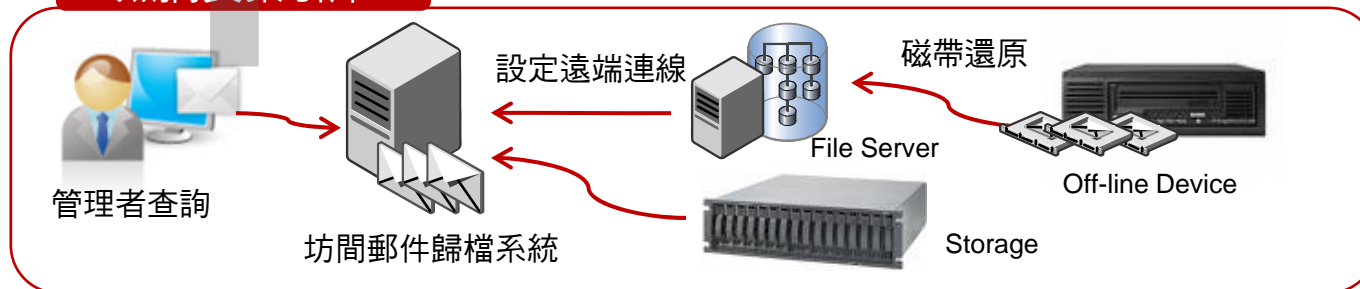 設定遠端連線
磁帶還原
File Server
Off-line Device
管理者查詢
坊間郵件歸檔系統
Storage